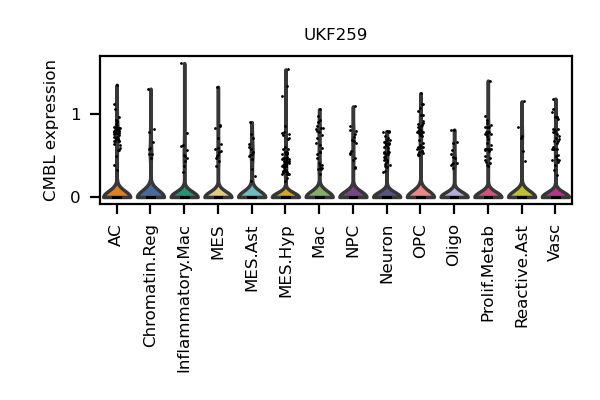 UKF259
CMBL expression
1
0
AC
Chromatin.Reg
Inflammatory.Mac
MES
MES.Ast
MES.Hyp
Mac
NPC
Neuron
OPC
Oligo
Prolif.Metab
Reactive.Ast
Vasc